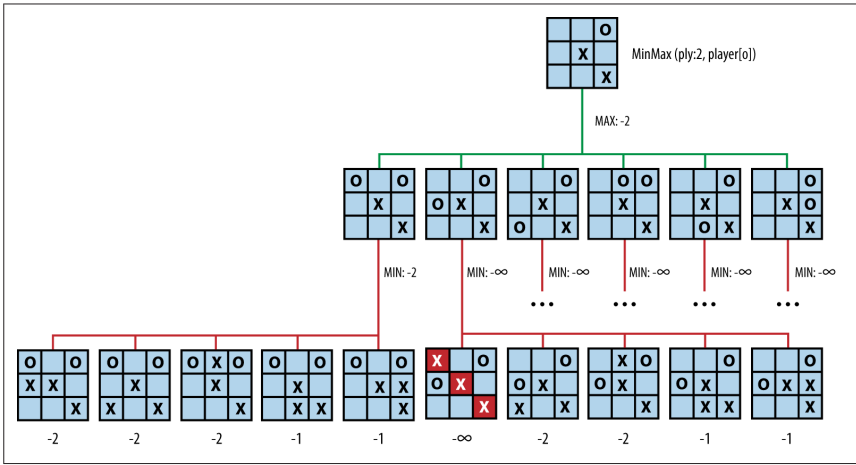 O
X
MinMax (ply:2, player[o])
X
MAX: -2
O O
X
X
O
O X
X
O
X
O X
O O
X
X
O
X
O X
O
X O
X
MIN: -2
MIN: -∞
MIN: -∞
MIN: -∞
MIN: -∞
MIN: -∞
... ... ... ...
O O
X X
X
O O
X
X X
O X O
X
X
O O
X
X X
O O
X X
X
X O
O X
X
O
O X
X X
X O
O X
X
O
O X
X X
O
O X X
X
-2 -2 -2 -1 -1 -∞ -2 -2 -1 -1